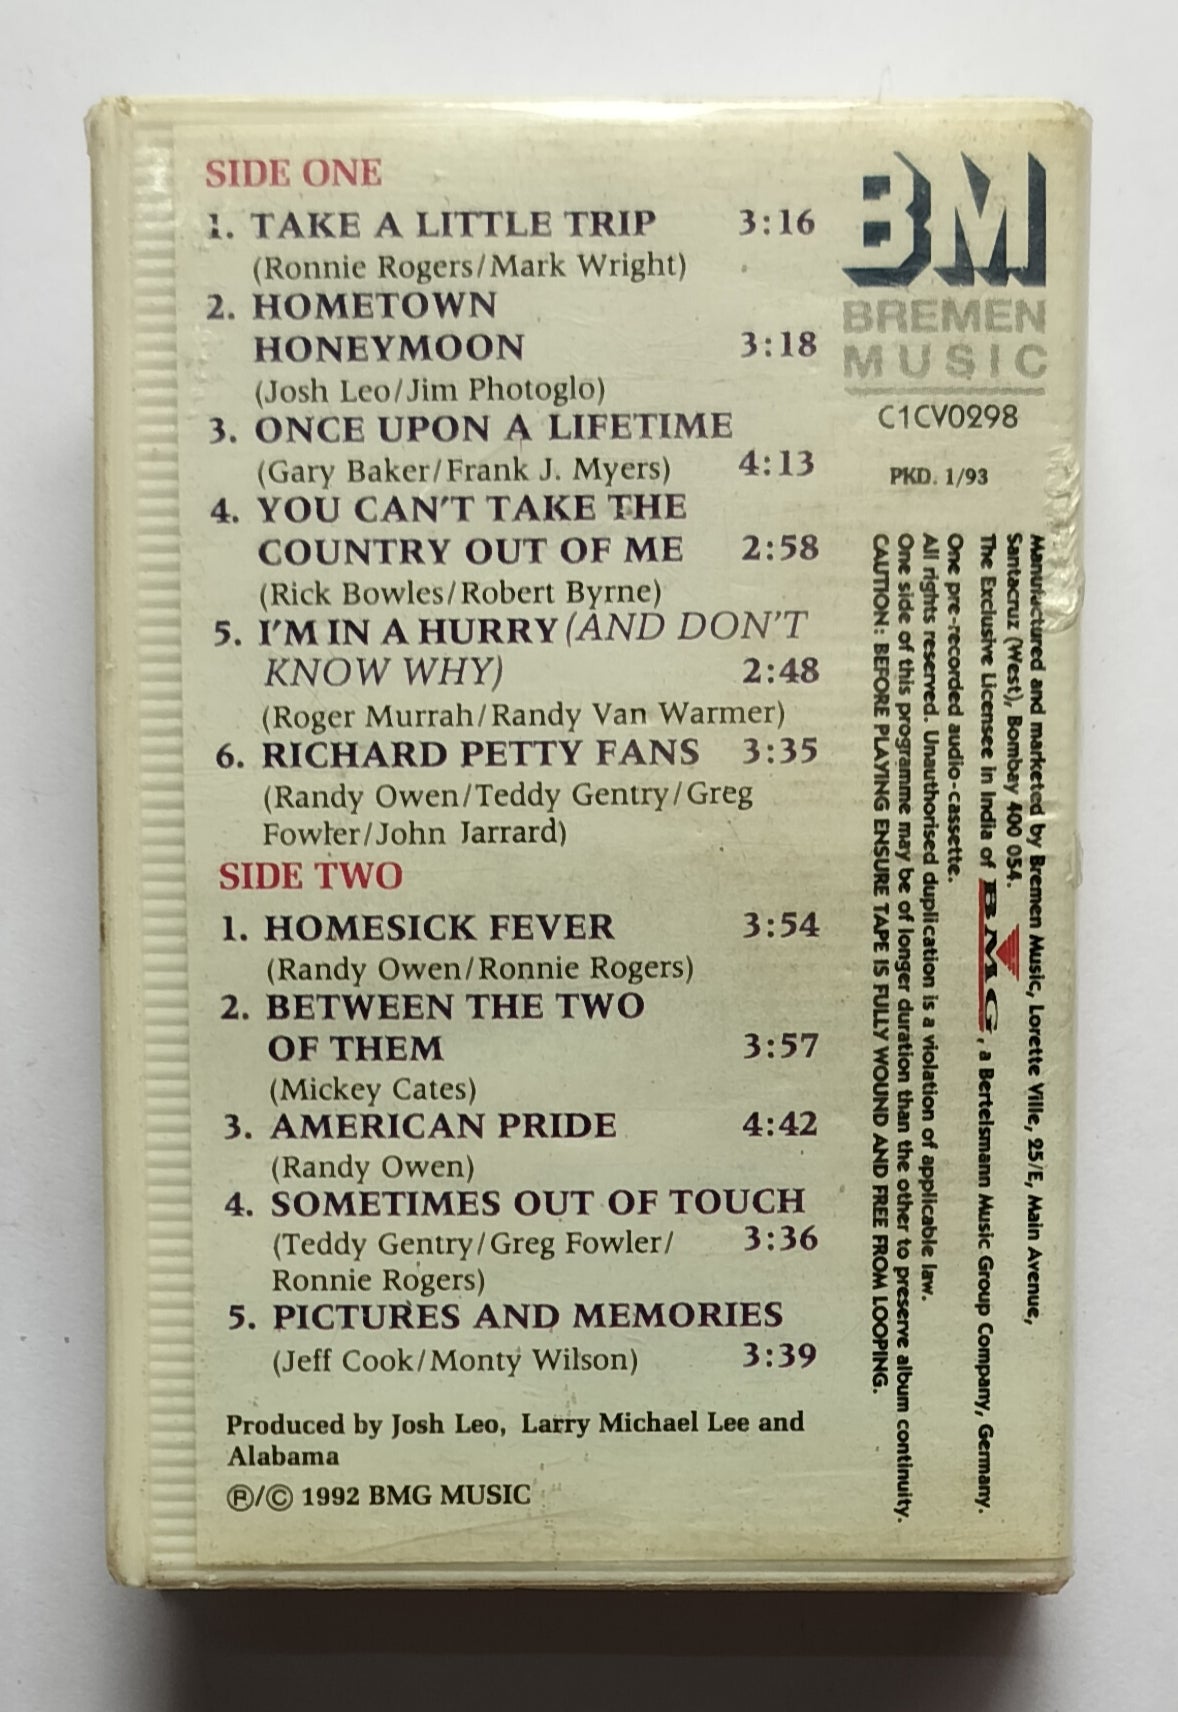 SIDE ONE
1. TAKE A LITTLE TRIP 3:16
(Ronnie Rogers/Mark Wright)
2. HOMETOWN
HONEYMOON 3:18
(Josh Leo/Jim Photoglo)
3. ONCE UPON A LIFETIME
(Gary Baker/Frank J. Myers) 4:13
4. YOU CAN'T TAKE THE
COUNTRY OUT OF ME 2:58
(Rick Bowles/Robert Byrne)
5. I'M IN A HURRY (AND DON'T
KNOW WHY) 2:48
(Roger Murrah/Randy Van Warmer)
6. RICHARD PETTY FANS 3:35
(Randy Owen/Teddy Gentry/Greg
Fowler/John Jarrard)
SIDE TWO
1. HOMESICK FEVER 3:54
(Randy Owen/Ronnie Rogers)
2. BETWEEN THE TWO
OF THEM 3:57
(Mickey Cates)
3. AMERICAN PRIDE 4:42
(Randy Owen)
4. SOMETIMES OUT OF TOUCH
(Teddy Gentry/Greg Fowler/ 3:36
Ronnie Rogers)
5. PICTURES AND MEMORIES
(Jeff Cook/Monty Wilson) 3:39
Produced by Josh Leo, Larry Michael Lee and
Alabama
Ⓟ/© 1992 BMG MUSIC
BM
BREMEN
MUSIC
C1CV0298
PKD. 1/93
Manufactured and marketed by Bremen Music, Lorette Ville, 25/E, Main Avenue,
Santacruz (West), Bombay 400 054.
The Exclusive Licensee in India of BMG, a Bertelsmann Music Group Company, Germany.
One pre-recorded audio-cassette.
All rights reserved. Unauthorised duplication is a violation of applicable law.
One side of this programme may be of longer duration than the other to preserve album continuity.
CAUTION: BEFORE PLAYING ENSURE TAPE IS FULLY WOUND AND FREE FROM LOOPING.